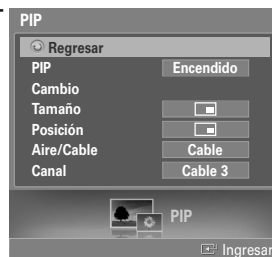 PIP
Regresar
PIP Encendido
Cambio
Tamaño
Posición
Aire/Cable Cable
Canal Cable 3
PIP
Ingresar